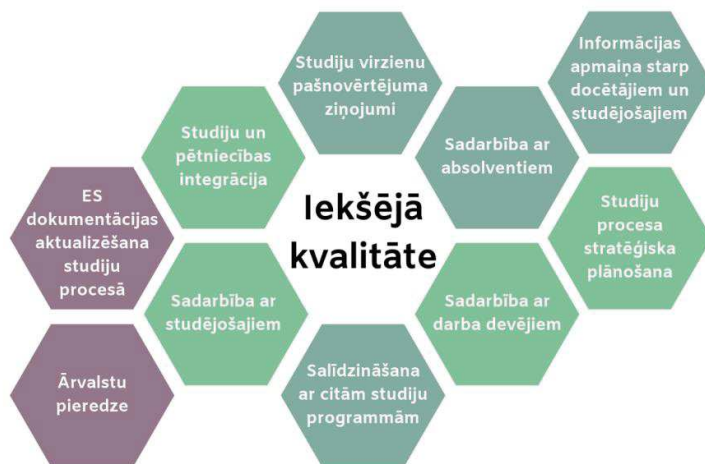 Studiju virzienu
pašnovērtējuma
ziņojumi
Informācijas
apmaiņa starp
docētājiem un
studējošajiem
Studiju un
pētniecības
integrācija
Sadarbība ar
absolventiem
ES
dokumentācijas
aktualizēšana
studiju
procesā
Iekšējā
kvalitāte
Studiju
procesa
stratēģiska
plānošana
Sadarbība ar
studējošajiem
Sadarbība ar
darba devējiem
Ārvalstu
pieredze
Salīdzināšana
ar citām studiju
programmām